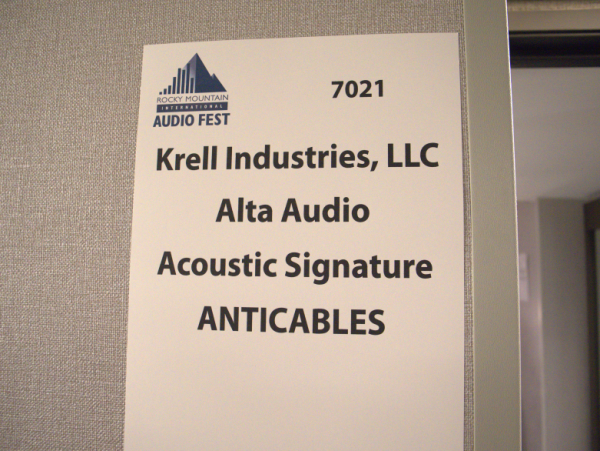 ROCKY MOUNTAIN
INTERNATIONAL
AUDIO FEST
7021
Krell Industries, LLC
Alta Audio
Acoustic Signature
ANTICABLES